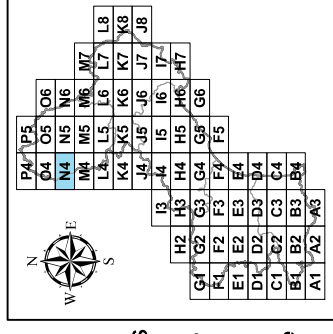 N
W E
S
P4 P5
O4 O5 O6
N4 N5 N6
M4 M5 M6 M7
L4 L5 L6 L7 L8
K4 K5 K6 K7 K8
J4 J5 J6 J7 J8
I3 I4 I5 I6 I7
H2 H3 H4 H5 H6 H7
G1 G2 G3 G4 G5 G6
F1 F2 F3 F4 F5
E1 E2 E3 E4
D1 D2 D3 D4
C1 C2 C3 C4
B1 B2 B3 B4
A1 A2 A3